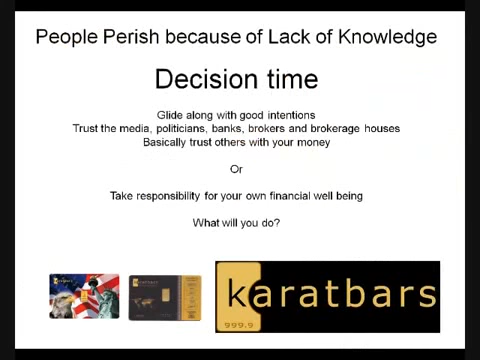 People Perish because of Lack of Knowledge
Decision time
Glide along with good intentions
Trust the media, politicians, banks, brokers and brokerage houses
Basically trust others with your money
Or
Take responsibility for your own financial well being
What will you do?
karatbars
karatbars
karatbars
999.9